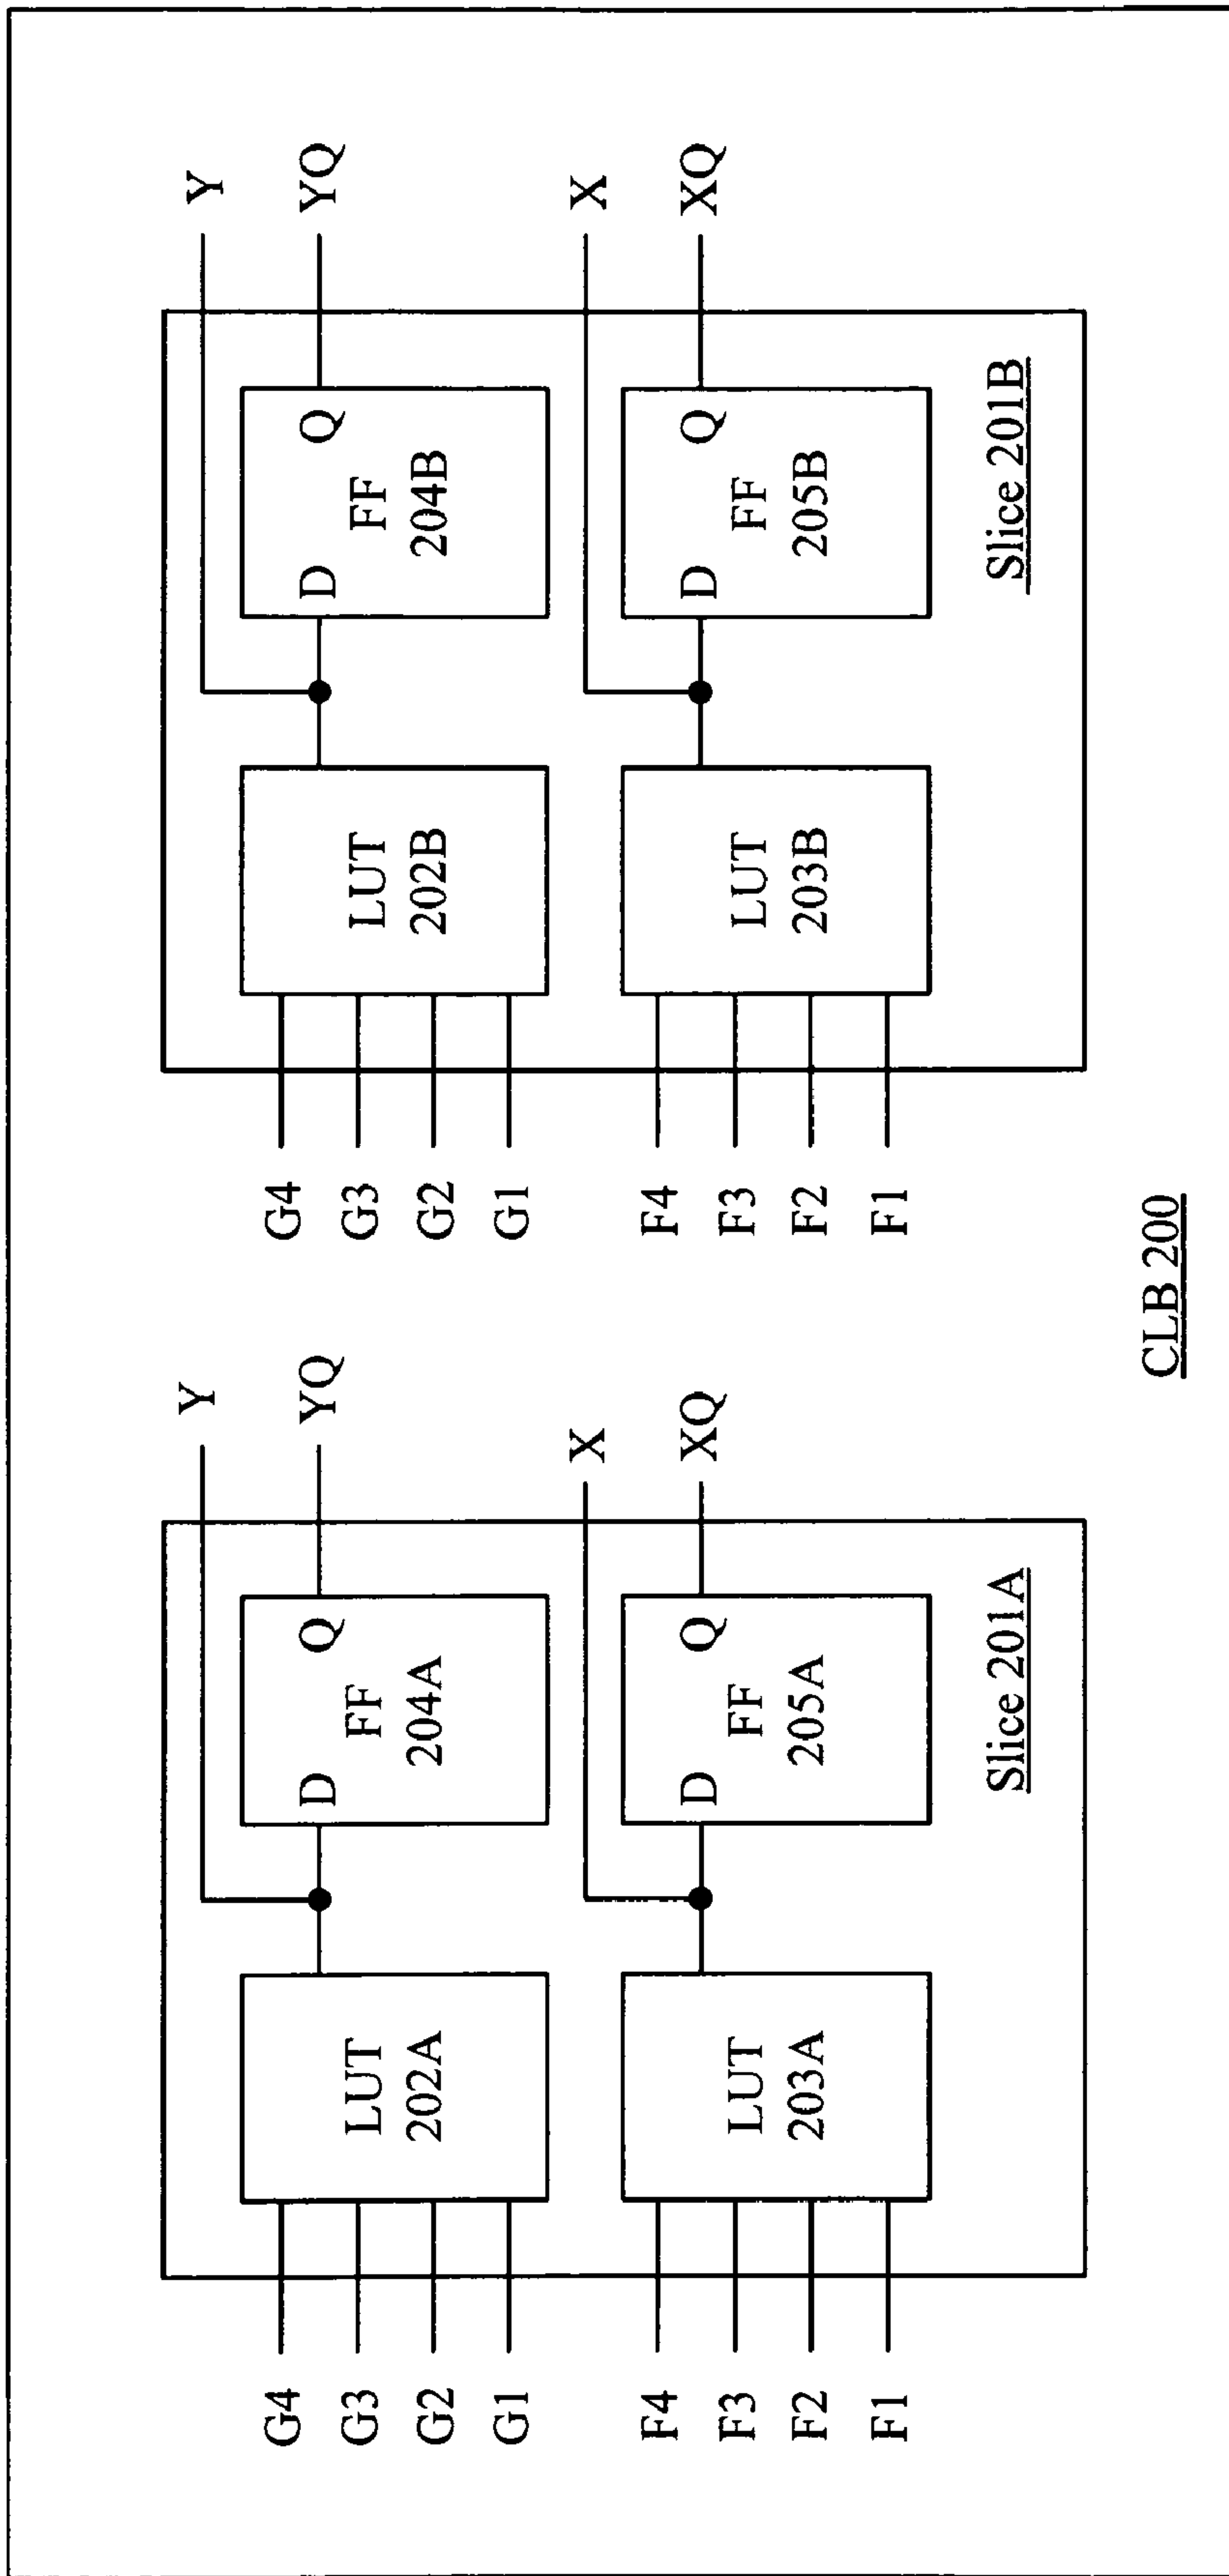 Y
G4
LUT
202A
D
FF
204A
Q
YQ
G3
G2
G1
X
F4
LUT
203A
D
FF
205A
Q
XQ
F3
F2
F1
Slice 201A
Y
G4
LUT
202B
D
FF
204B
Q
YQ
G3
G2
G1
X
F4
LUT
203B
D
FF
205B
Q
XQ
F3
F2
F1
Slice 201B
CLB 200